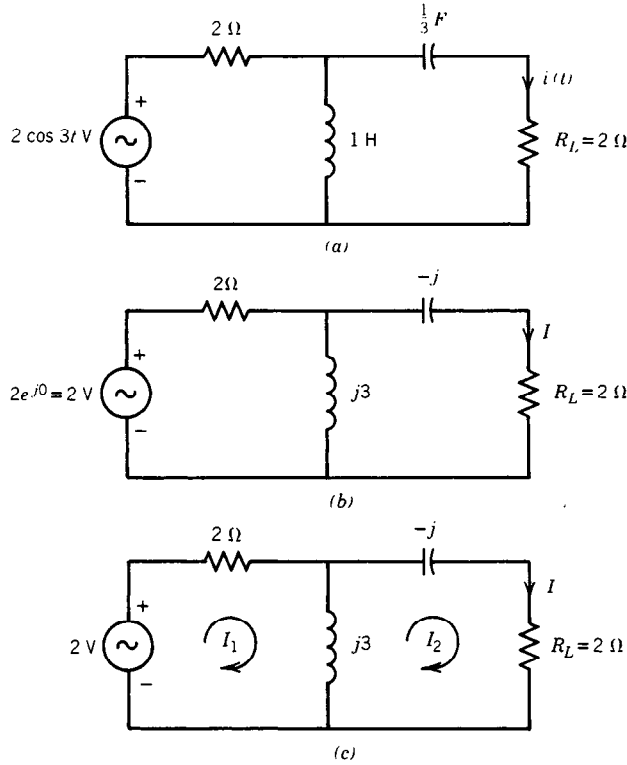 2 Ω
1/3 F
+
i(t)
2 cos 3t V
1 H
R_L = 2 Ω
−
(a)
2Ω
−j
+
I
2e^{j0} = 2 V
j3
R_L = 2 Ω
−
(b)
2 Ω
−j
+
I
2 V
I_1
j3
I_2
R_L = 2 Ω
−
(c)